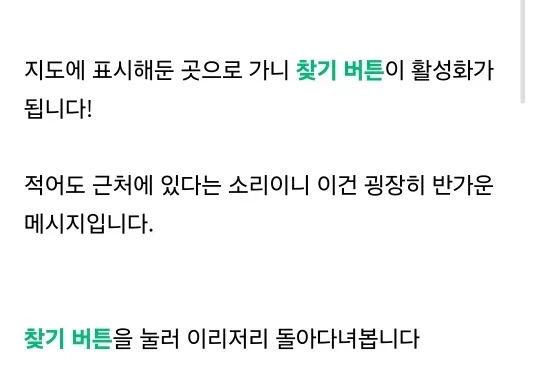 지도에 표시해둔 곳으로 가니 찾기 버튼이 활성화가
됩니다!
적어도 근처에 있다는 소리이니 이건 굉장히 반가운
메시지입니다.
찾기 버튼을 눌러 이리저리 돌아다녀봅니다